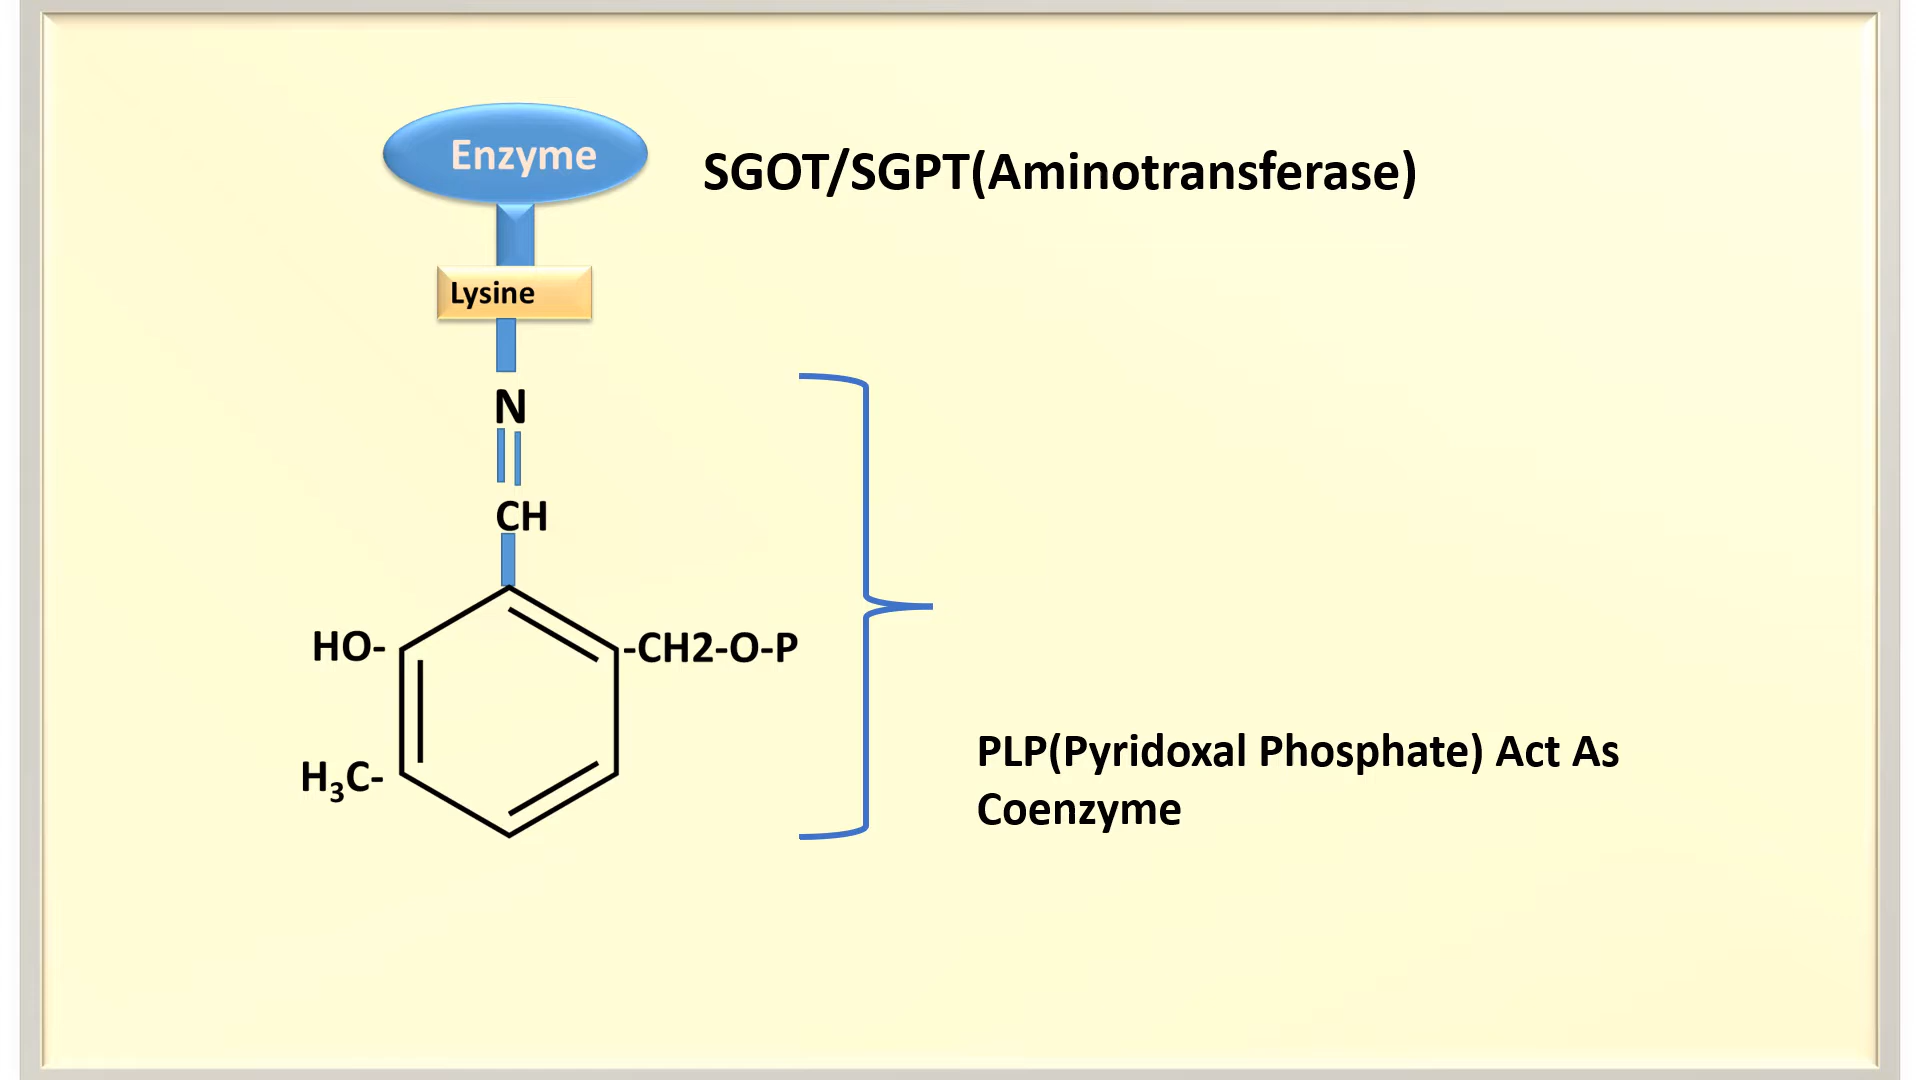 Enzyme
SGOT/SGPT(Aminotransferase)
Lysine
N
CH
HO-
-CH2-O-P
H₃C-
PLP(Pyridoxal Phosphate) Act As
Coenzyme